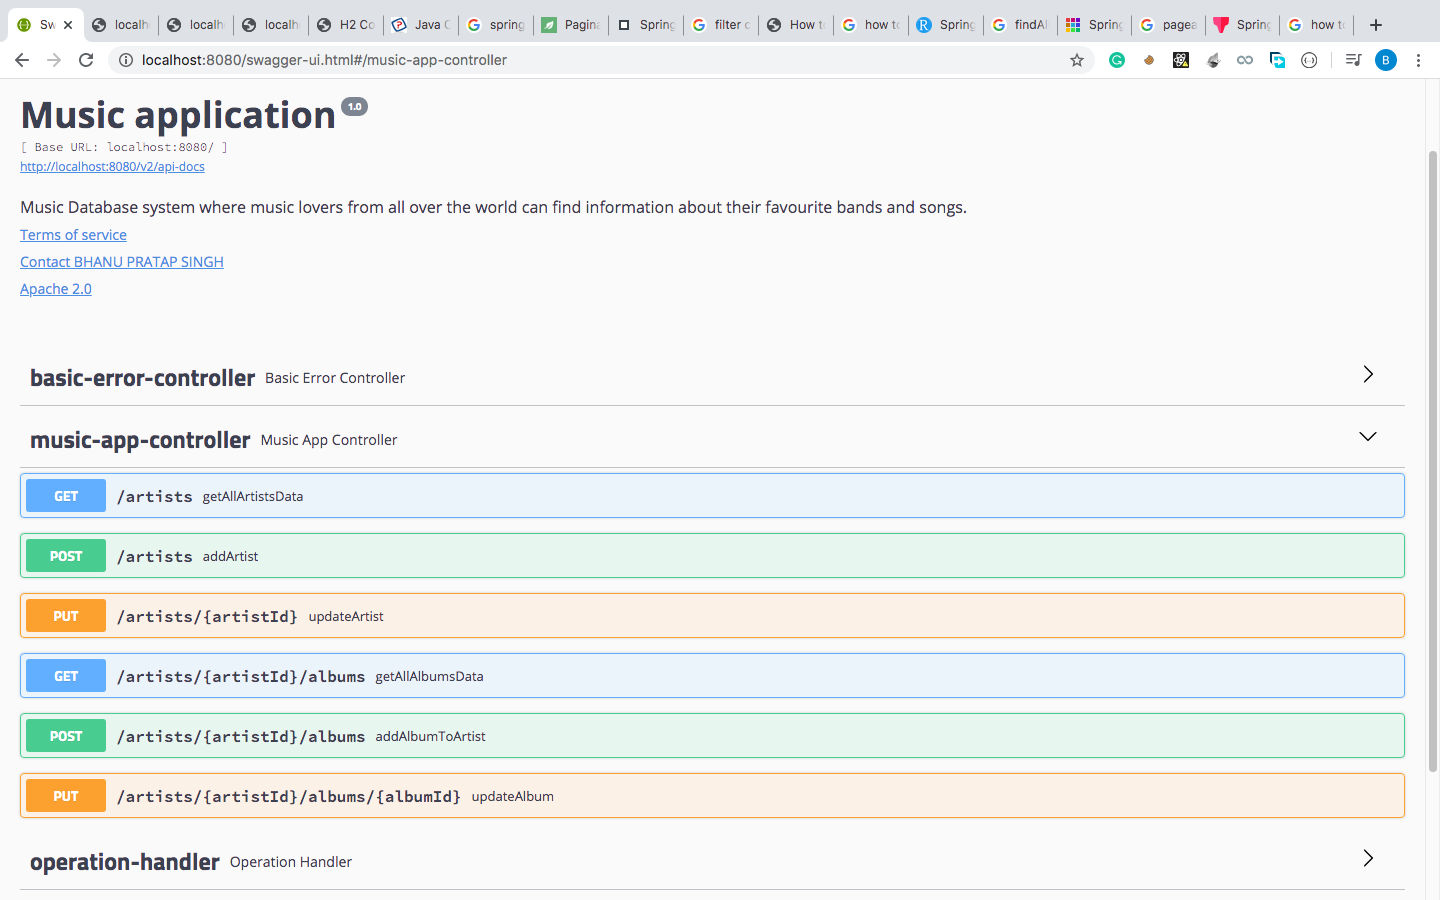 Sw localh localh localh H2 Co Java C spring Pagina Spring filter o How to how to Spring findAl Spring pagea Spring how to
localhost:8080/swagger-ui.html#/music-app-controller
B
Music application 1.0
[ Base URL: localhost:8080/ ]
http://localhost:8080/v2/api-docs
Music Database system where music lovers from all over the world can find information about their favourite bands and songs.
Terms of service
Contact BHANU PRATAP SINGH
Apache 2.0
basic-error-controller Basic Error Controller
music-app-controller Music App Controller
GET /artists getAllArtistsData
POST /artists addArtist
PUT /artists/{artistId} updateArtist
GET /artists/{artistId}/albums getAllAlbumsData
POST /artists/{artistId}/albums addAlbumToArtist
PUT /artists/{artistId}/albums/{albumId} updateAlbum
operation-handler Operation Handler